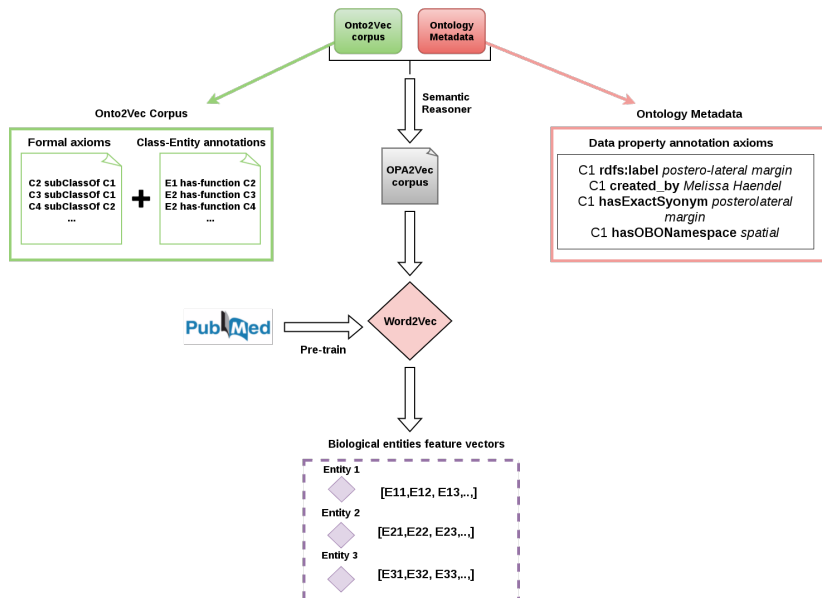 Onto2Vec
corpus
Ontology
Metadata
Semantic
Reasoner
Onto2Vec Corpus
Formal axioms
Class-Entity annotations
C2 subClassOf C1
C3 subClassOf C1
C4 subClassOf C2
...
+
E1 has-function C2
E2 has-function C3
E2 has-function C4
...
OPA2Vec
corpus
Ontology Metadata
Data property annotation axioms
C1 rdfs:label postero-lateral margin
C1 created_by Melissa Haendel
C1 hasExactSyonym posterolateral
margin
C1 hasOBONamespace spatial
PubMed
Pre-train
Word2Vec
Biological entities feature vectors
Entity 1
[E11,E12, E13,..,]
Entity 2
[E21,E22, E23,..,]
Entity 3
[E31,E32, E33,..,]